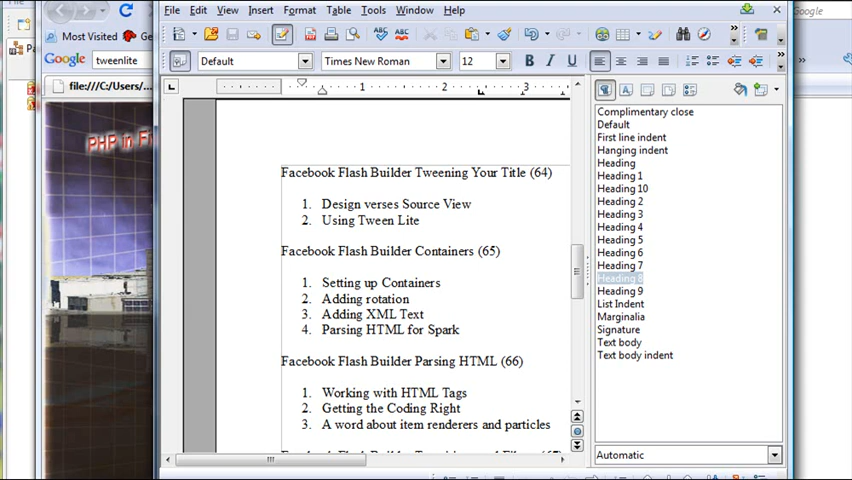 File Edit View Insert Format Table Tools Window Help
Google
Most Visited Ge
Google tweenlite
Default Times New Roman 12 B I U
file:///C:/Users/...
1 2 3
PHP in
Complimentary close
Default
First line indent
Hanging indent
Heading
Heading 1
Heading 10
Heading 2
Heading 3
Heading 4
Heading 5
Heading 6
Heading 7
Heading 8
Heading 9
List Indent
Marginalia
Signature
Text body
Text body indent
Automatic
Facebook Flash Builder Tweening Your Title (64)
1. Design verses Source View
2. Using Tween Lite
Facebook Flash Builder Containers (65)
1. Setting up Containers
2. Adding rotation
3. Adding XML Text
4. Parsing HTML for Spark
Facebook Flash Builder Parsing HTML (66)
1. Working with HTML Tags
2. Getting the Coding Right
3. A word about item renderers and particles